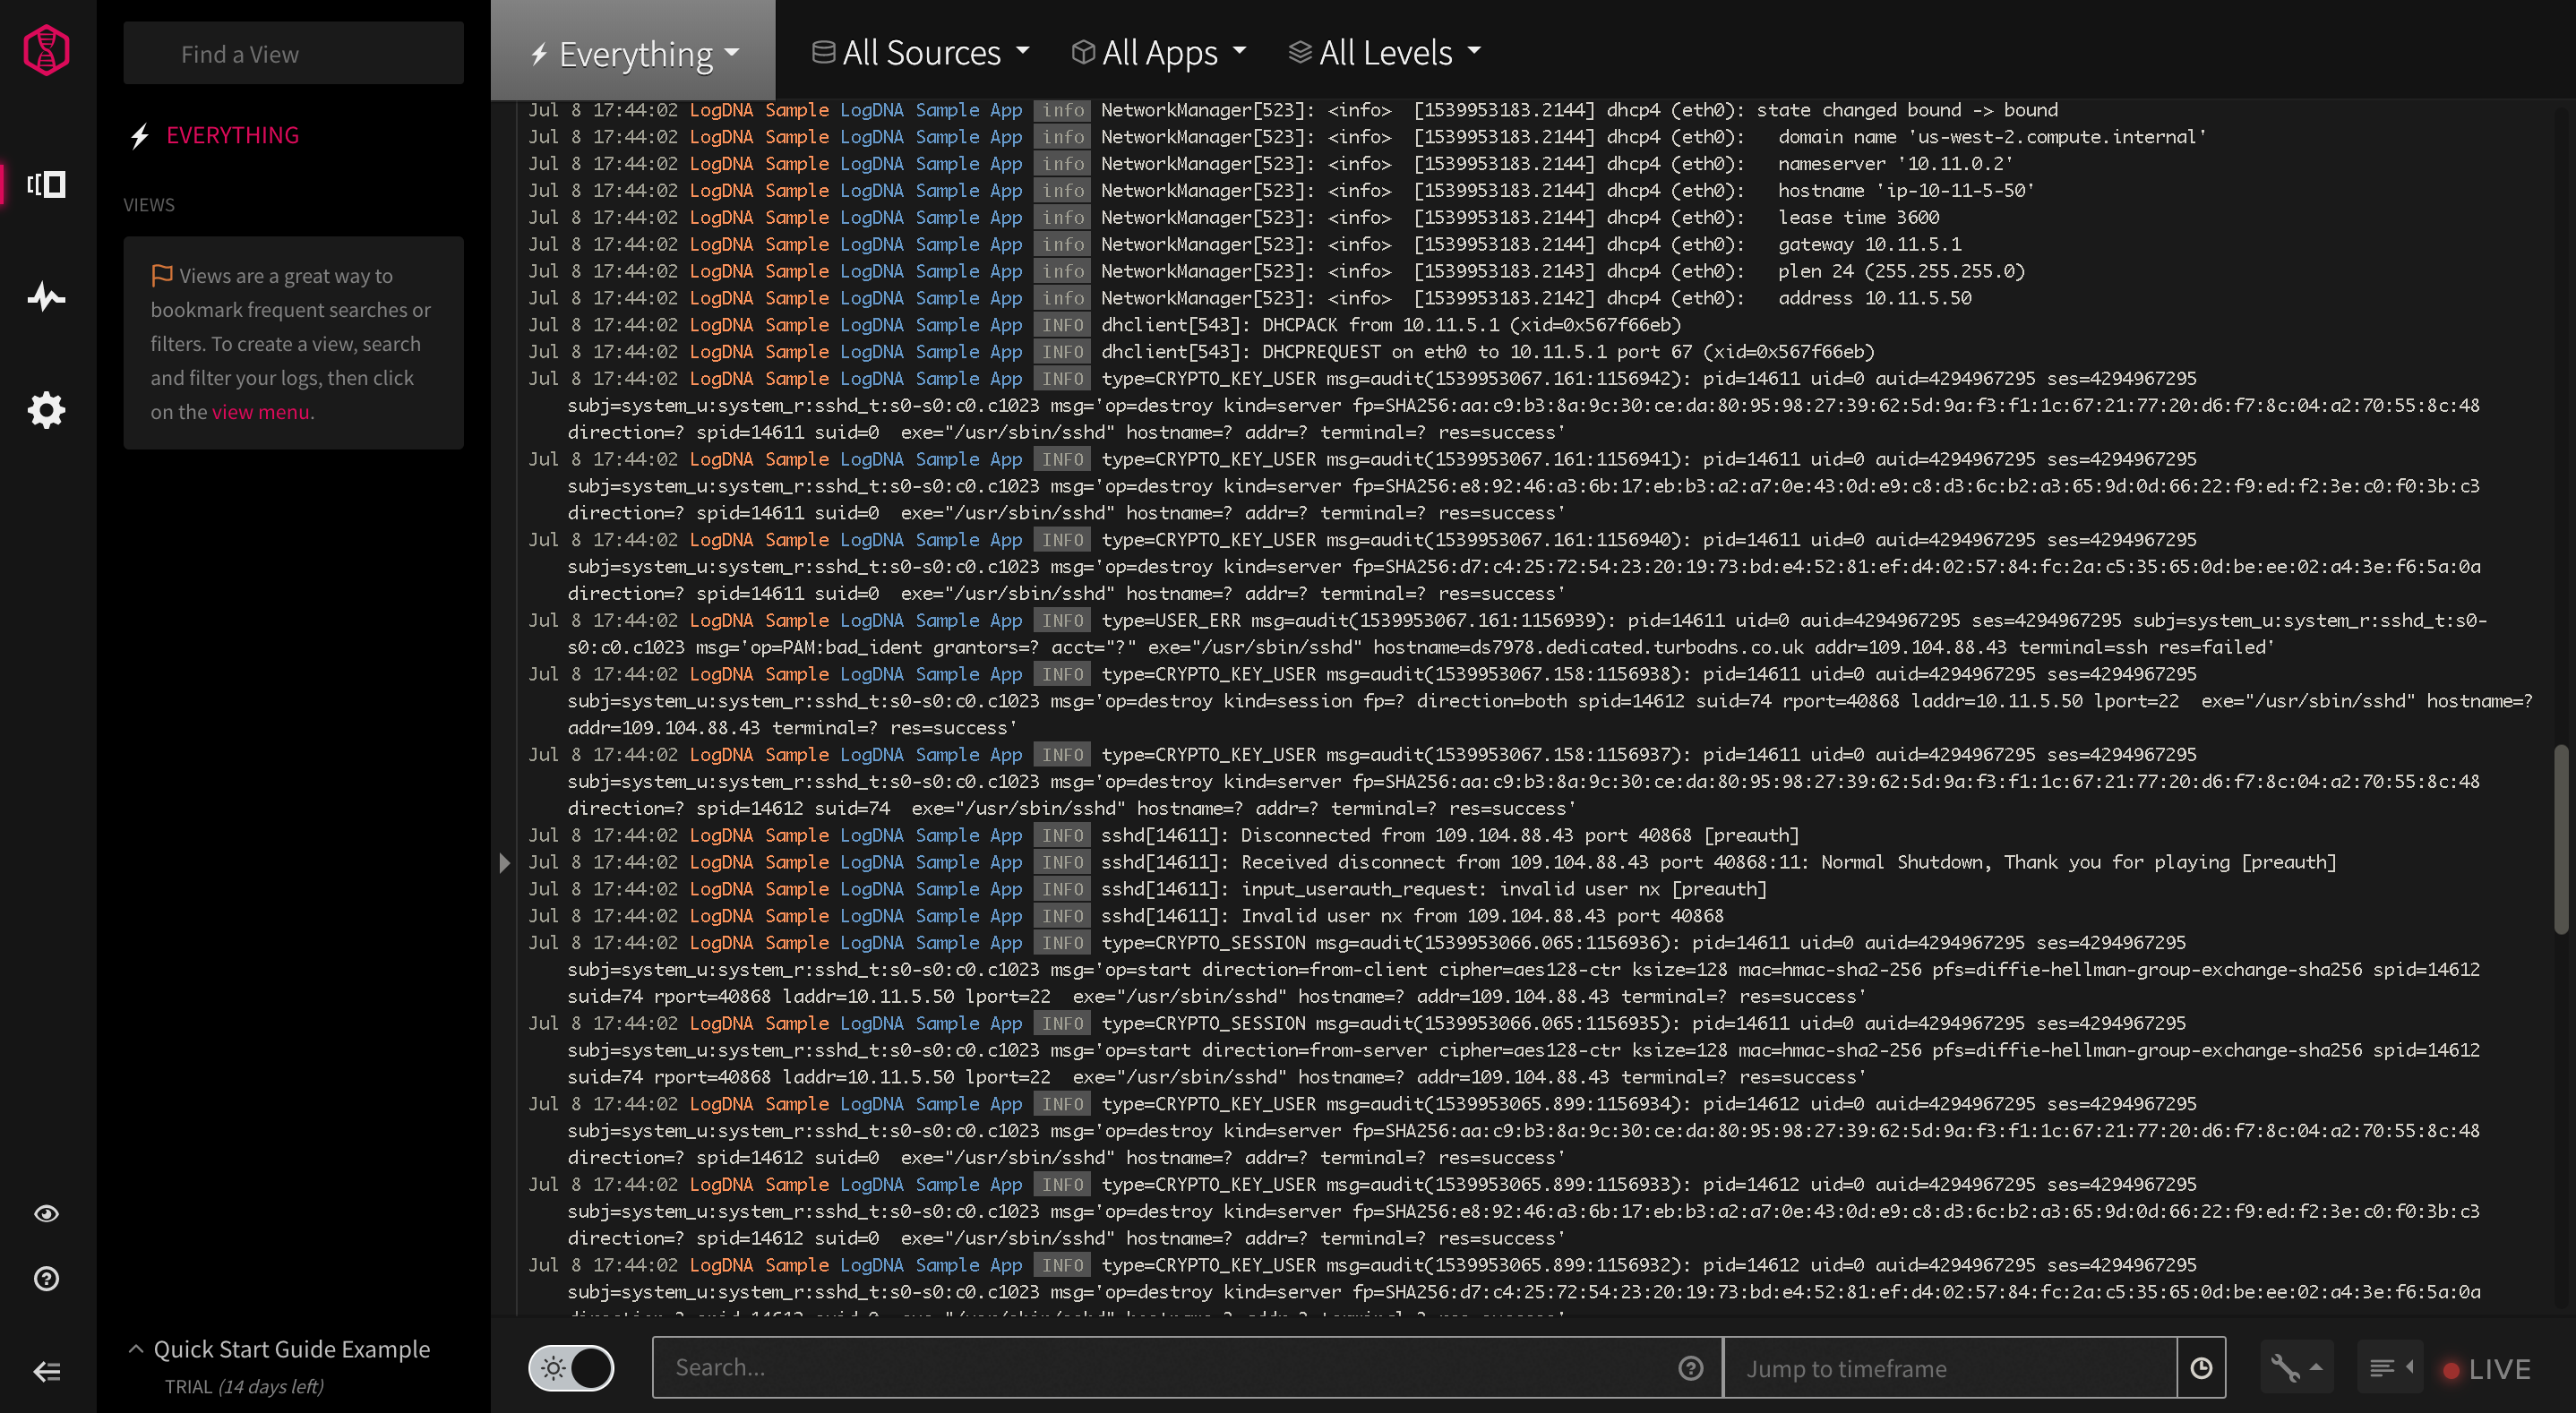 Find a View
EVERYTHING
VIEWS
Views are a great way to
bookmark frequent searches or
filters. To create a view, search
and filter your logs, then click
on the view menu.
Quick Start Guide Example
TRIAL (14 days left)
Everything
All Sources
All Apps
All Levels
Jul 8 17:44:02 LogDNA Sample LogDNA Sample App info NetworkManager[523]: <info>  [1539953183.2144] dhcp4 (eth0): state changed bound -> bound
Jul 8 17:44:02 LogDNA Sample LogDNA Sample App info NetworkManager[523]: <info>  [1539953183.2144] dhcp4 (eth0):   domain name 'us-west-2.compute.internal'
Jul 8 17:44:02 LogDNA Sample LogDNA Sample App info NetworkManager[523]: <info>  [1539953183.2144] dhcp4 (eth0):   nameserver '10.11.0.2'
Jul 8 17:44:02 LogDNA Sample LogDNA Sample App info NetworkManager[523]: <info>  [1539953183.2144] dhcp4 (eth0):   hostname 'ip-10-11-5-50'
Jul 8 17:44:02 LogDNA Sample LogDNA Sample App info NetworkManager[523]: <info>  [1539953183.2144] dhcp4 (eth0):   lease time 3600
Jul 8 17:44:02 LogDNA Sample LogDNA Sample App info NetworkManager[523]: <info>  [1539953183.2144] dhcp4 (eth0):   gateway 10.11.5.1
Jul 8 17:44:02 LogDNA Sample LogDNA Sample App info NetworkManager[523]: <info>  [1539953183.2143] dhcp4 (eth0):   plen 24 (255.255.255.0)
Jul 8 17:44:02 LogDNA Sample LogDNA Sample App info NetworkManager[523]: <info>  [1539953183.2142] dhcp4 (eth0):   address 10.11.5.50
Jul 8 17:44:02 LogDNA Sample LogDNA Sample App INFO dhclient[543]: DHCPACK from 10.11.5.1 (xid=0x567f66eb)
Jul 8 17:44:02 LogDNA Sample LogDNA Sample App INFO dhclient[543]: DHCPREQUEST on eth0 to 10.11.5.1 port 67 (xid=0x567f66eb)
Jul 8 17:44:02 LogDNA Sample LogDNA Sample App INFO type=CRYPTO_KEY_USER msg=audit(1539953067.161:1156942): pid=14611 uid=0 auid=4294967295 ses=4294967295
subj=system_u:system_r:sshd_t:s0-s0:c0.c1023 msg='op=destroy kind=server fp=SHA256:aa:c9:b3:8a:9c:30:ce:da:80:95:98:27:39:62:5d:9a:f3:f1:1c:67:21:77:20:d6:f7:8c:04:a2:70:55:8c:48
direction=? spid=14611 suid=0  exe="/usr/sbin/sshd" hostname=? addr=? terminal=? res=success'
Jul 8 17:44:02 LogDNA Sample LogDNA Sample App INFO type=CRYPTO_KEY_USER msg=audit(1539953067.161:1156941): pid=14611 uid=0 auid=4294967295 ses=4294967295
subj=system_u:system_r:sshd_t:s0-s0:c0.c1023 msg='op=destroy kind=server fp=SHA256:e8:92:46:a3:6b:17:eb:b3:a2:a7:0e:43:0d:e9:c8:d3:6c:b2:a3:65:9d:0d:66:22:f9:ed:f2:3e:c0:f0:3b:c3
direction=? spid=14611 suid=0  exe="/usr/sbin/sshd" hostname=? addr=? terminal=? res=success'
Jul 8 17:44:02 LogDNA Sample LogDNA Sample App INFO type=CRYPTO_KEY_USER msg=audit(1539953067.161:1156940): pid=14611 uid=0 auid=4294967295 ses=4294967295
subj=system_u:system_r:sshd_t:s0-s0:c0.c1023 msg='op=destroy kind=server fp=SHA256:d7:c4:25:72:54:23:20:19:73:bd:e4:52:81:ef:d4:02:57:84:fc:2a:c5:35:65:0d:be:ee:02:a4:3e:f6:5a:0a
direction=? spid=14611 suid=0  exe="/usr/sbin/sshd" hostname=? addr=? terminal=? res=success'
Jul 8 17:44:02 LogDNA Sample LogDNA Sample App INFO type=USER_ERR msg=audit(1539953067.161:1156939): pid=14611 uid=0 auid=4294967295 ses=4294967295 subj=system_u:system_r:sshd_t:s0-
s0:c0.c1023 msg='op=PAM:bad_ident grantors=? acct="?" exe="/usr/sbin/sshd" hostname=ds7978.dedicated.turbodns.co.uk addr=109.104.88.43 terminal=ssh res=failed'
Jul 8 17:44:02 LogDNA Sample LogDNA Sample App INFO type=CRYPTO_KEY_USER msg=audit(1539953067.158:1156938): pid=14611 uid=0 auid=4294967295 ses=4294967295
subj=system_u:system_r:sshd_t:s0-s0:c0.c1023 msg='op=destroy kind=session fp=? direction=both spid=14612 suid=74 rport=40868 laddr=10.11.5.50 lport=22  exe="/usr/sbin/sshd" hostname=?
addr=109.104.88.43 terminal=? res=success'
Jul 8 17:44:02 LogDNA Sample LogDNA Sample App INFO type=CRYPTO_KEY_USER msg=audit(1539953067.158:1156937): pid=14611 uid=0 auid=4294967295 ses=4294967295
subj=system_u:system_r:sshd_t:s0-s0:c0.c1023 msg='op=destroy kind=server fp=SHA256:aa:c9:b3:8a:9c:30:ce:da:80:95:98:27:39:62:5d:9a:f3:f1:1c:67:21:77:20:d6:f7:8c:04:a2:70:55:8c:48
direction=? spid=14612 suid=74  exe="/usr/sbin/sshd" hostname=? addr=? terminal=? res=success'
Jul 8 17:44:02 LogDNA Sample LogDNA Sample App INFO sshd[14611]: Disconnected from 109.104.88.43 port 40868 [preauth]
Jul 8 17:44:02 LogDNA Sample LogDNA Sample App INFO sshd[14611]: Received disconnect from 109.104.88.43 port 40868:11: Normal Shutdown, Thank you for playing [preauth]
Jul 8 17:44:02 LogDNA Sample LogDNA Sample App INFO sshd[14611]: input_userauth_request: invalid user nx [preauth]
Jul 8 17:44:02 LogDNA Sample LogDNA Sample App INFO sshd[14611]: Invalid user nx from 109.104.88.43 port 40868
Jul 8 17:44:02 LogDNA Sample LogDNA Sample App INFO type=CRYPTO_SESSION msg=audit(1539953066.065:1156936): pid=14611 uid=0 auid=4294967295 ses=4294967295
subj=system_u:system_r:sshd_t:s0-s0:c0.c1023 msg='op=start direction=from-client cipher=aes128-ctr ksize=128 mac=hmac-sha2-256 pfs=diffie-hellman-group-exchange-sha256 spid=14612
suid=74 rport=40868 laddr=10.11.5.50 lport=22  exe="/usr/sbin/sshd" hostname=? addr=109.104.88.43 terminal=? res=success'
Jul 8 17:44:02 LogDNA Sample LogDNA Sample App INFO type=CRYPTO_SESSION msg=audit(1539953066.065:1156935): pid=14611 uid=0 auid=4294967295 ses=4294967295
subj=system_u:system_r:sshd_t:s0-s0:c0.c1023 msg='op=start direction=from-server cipher=aes128-ctr ksize=128 mac=hmac-sha2-256 pfs=diffie-hellman-group-exchange-sha256 spid=14612
suid=74 rport=40868 laddr=10.11.5.50 lport=22  exe="/usr/sbin/sshd" hostname=? addr=109.104.88.43 terminal=? res=success'
Jul 8 17:44:02 LogDNA Sample LogDNA Sample App INFO type=CRYPTO_KEY_USER msg=audit(1539953065.899:1156934): pid=14612 uid=0 auid=4294967295 ses=4294967295
subj=system_u:system_r:sshd_t:s0-s0:c0.c1023 msg='op=destroy kind=server fp=SHA256:aa:c9:b3:8a:9c:30:ce:da:80:95:98:27:39:62:5d:9a:f3:f1:1c:67:21:77:20:d6:f7:8c:04:a2:70:55:8c:48
direction=? spid=14612 suid=0  exe="/usr/sbin/sshd" hostname=? addr=? terminal=? res=success'
Jul 8 17:44:02 LogDNA Sample LogDNA Sample App INFO type=CRYPTO_KEY_USER msg=audit(1539953065.899:1156933): pid=14612 uid=0 auid=4294967295 ses=4294967295
subj=system_u:system_r:sshd_t:s0-s0:c0.c1023 msg='op=destroy kind=server fp=SHA256:e8:92:46:a3:6b:17:eb:b3:a2:a7:0e:43:0d:e9:c8:d3:6c:b2:a3:65:9d:0d:66:22:f9:ed:f2:3e:c0:f0:3b:c3
direction=? spid=14612 suid=0  exe="/usr/sbin/sshd" hostname=? addr=? terminal=? res=success'
Jul 8 17:44:02 LogDNA Sample LogDNA Sample App INFO type=CRYPTO_KEY_USER msg=audit(1539953065.899:1156932): pid=14612 uid=0 auid=4294967295 ses=4294967295
subj=system_u:system_r:sshd_t:s0-s0:c0.c1023 msg='op=destroy kind=server fp=SHA256:d7:c4:25:72:54:23:20:19:73:bd:e4:52:81:ef:d4:02:57:84:fc:2a:c5:35:65:0d:be:ee:02:a4:3e:f6:5a:0a
Search...
Jump to timeframe
LIVE